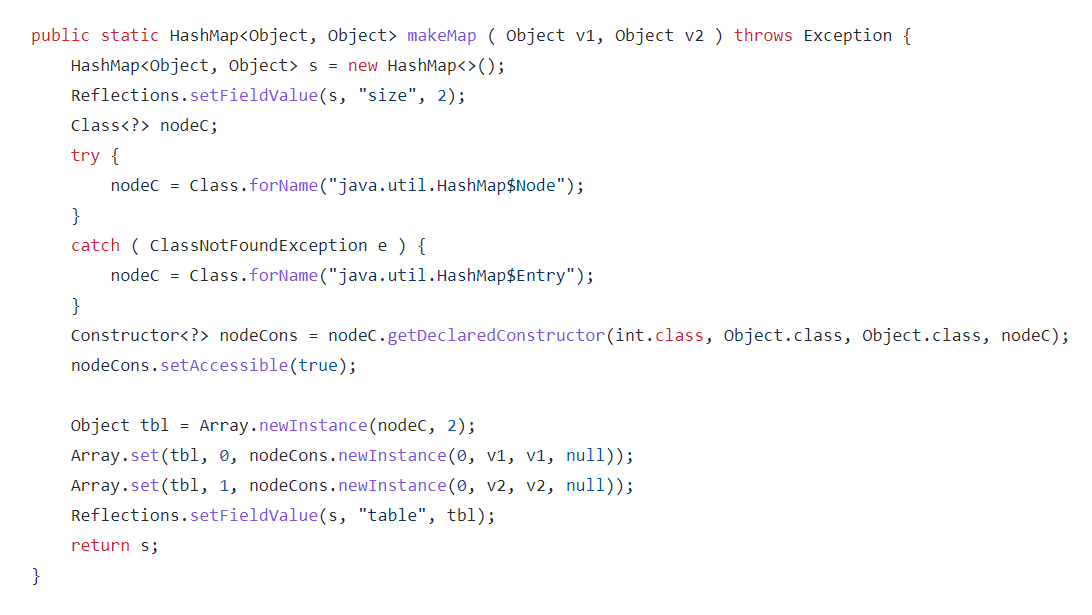 public static HashMap<Object, Object> makeMap ( Object v1, Object v2 ) throws Exception {
    HashMap<Object, Object> s = new HashMap<>();
    Reflections.setFieldValue(s, "size", 2);
    Class<?> nodeC;
    try {
        nodeC = Class.forName("java.util.HashMap$Node");
    }
    catch ( ClassNotFoundException e ) {
        nodeC = Class.forName("java.util.HashMap$Entry");
    }
    Constructor<?> nodeCons = nodeC.getDeclaredConstructor(int.class, Object.class, Object.class, nodeC);
    nodeCons.setAccessible(true);

    Object tbl = Array.newInstance(nodeC, 2);
    Array.set(tbl, 0, nodeCons.newInstance(0, v1, v1, null));
    Array.set(tbl, 1, nodeCons.newInstance(0, v2, v2, null));
    Reflections.setFieldValue(s, "table", tbl);
    return s;
}